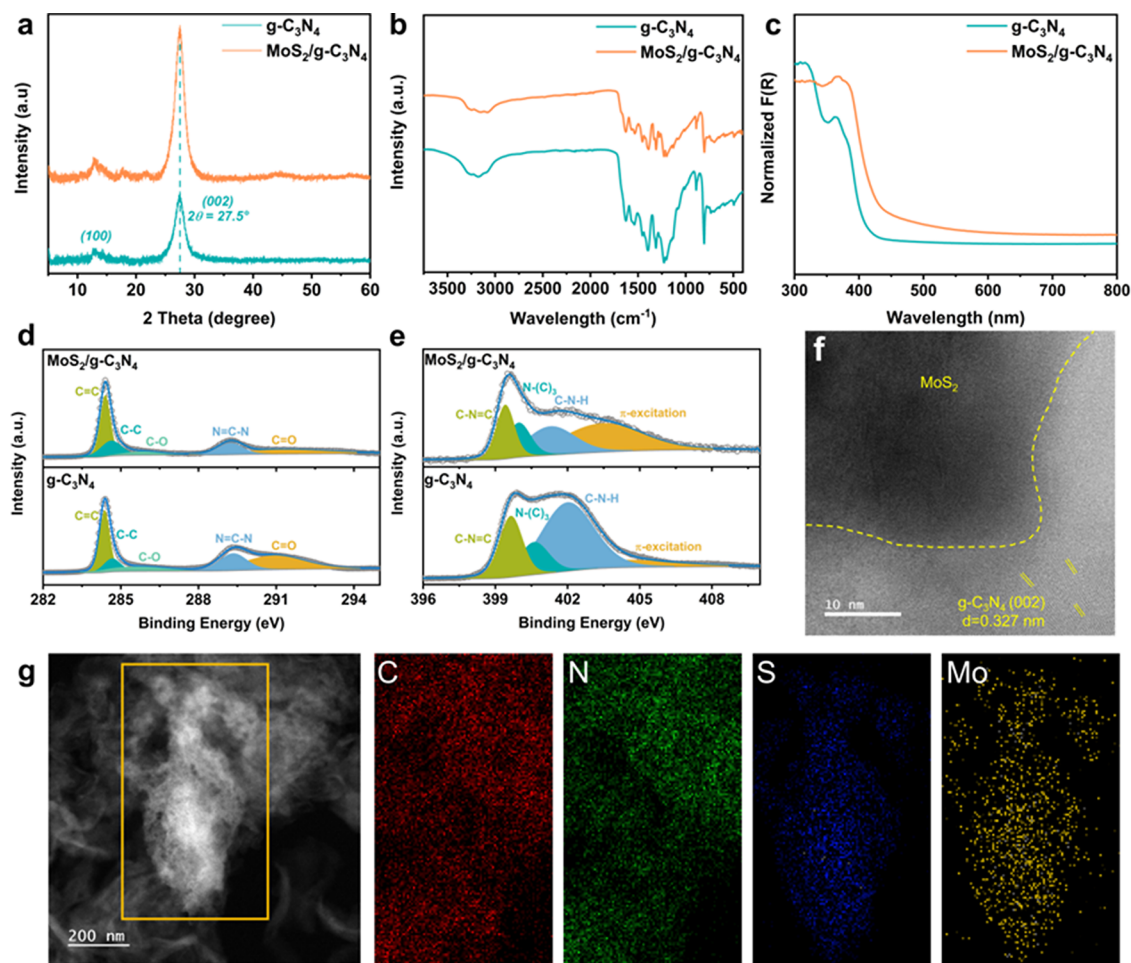 a
g-C₃N₄
MoS₂/g-C₃N₄
Intensity (a.u)
(002)
2θ = 27.5°
(100)
10 20 30 40 50 60
2 Theta (degree)
b
g-C₃N₄
MoS₂/g-C₃N₄
Intensity (a.u.)
3500 3000 2500 2000 1500 1000 500
Wavelength (cm⁻¹)
c
g-C₃N₄
MoS₂/g-C₃N₄
Normalized F(R)
300 400 500 600 700 800
Wavelength (nm)
d
MoS₂/g-C₃N₄
C=C
C-C
C-O
N=C-N
C=O
g-C₃N₄
C=C
C-C
C-O
N=C-N
C=O
Intensity (a.u.)
282 285 288 291 294
Binding Energy (eV)
e
MoS₂/g-C₃N₄
N-(C)₃
C-N=C
C-N-H
π-excitation
g-C₃N₄
C-N-H
N-(C)₃
C-N=C
π-excitation
Intensity (a.u.)
396 399 402 405 408
Binding Energy (eV)
f
MoS₂
10 nm
g-C₃N₄ (002)
d=0.327 nm
g
200 nm
C
N
S
Mo